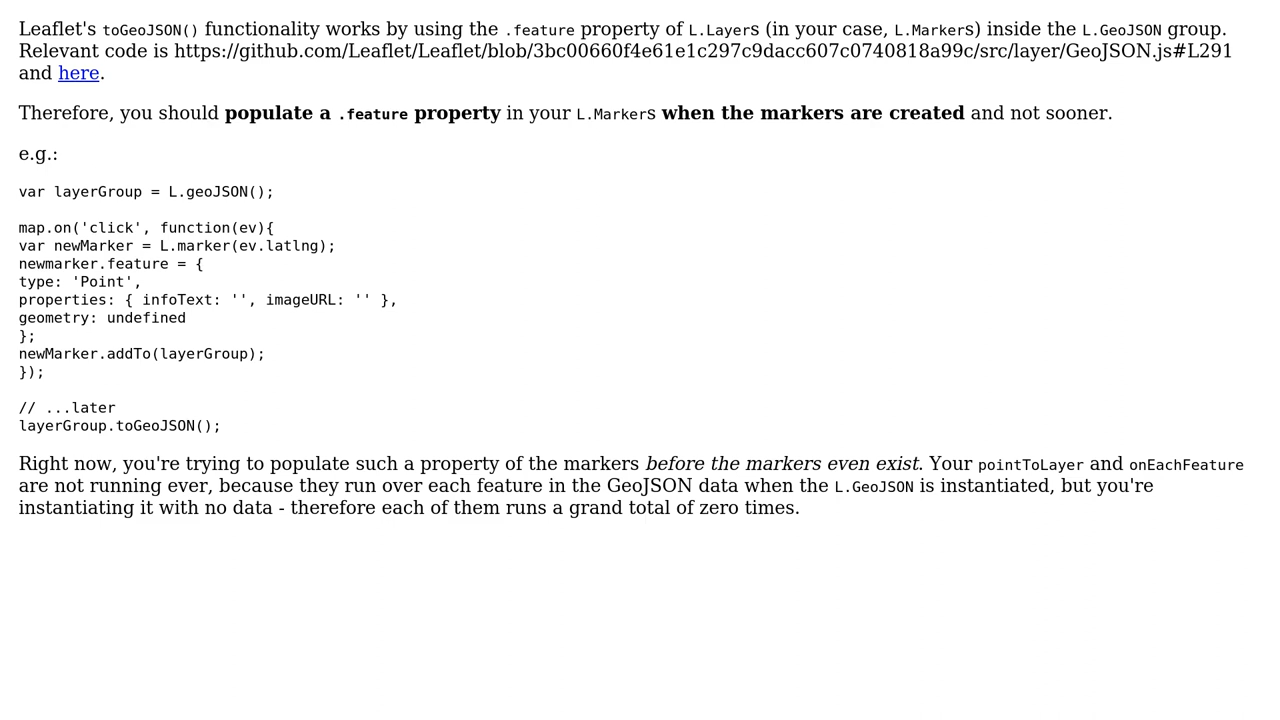 Leaflet's toGeoJSON() functionality works by using the .feature property of L.Layers (in your case, L.Markers) inside the L.GeoJSON group.
Relevant code is https://github.com/Leaflet/Leaflet/blob/3bc00660f4e61e1c297c9dacc607c0740818a99c/src/layer/GeoJSON.js#L291
and here.
Therefore, you should populate a .feature property in your L.Markers when the markers are created and not sooner.
e.g.:
var layerGroup = L.geoJSON();
map.on('click', function(ev){
var newMarker = L.marker(ev.latlng);
newmarker.feature = {
type: 'Point',
properties: { infoText: '', imageURL: '' },
geometry: undefined
};
newMarker.addTo(layerGroup);
});
// ...later
layerGroup.toGeoJSON();
Right now, you're trying to populate such a property of the markers before the markers even exist. Your pointToLayer and onEachFeature
are not running ever, because they run over each feature in the GeoJSON data when the L.GeoJSON is instantiated, but you're
instantiating it with no data - therefore each of them runs a grand total of zero times.